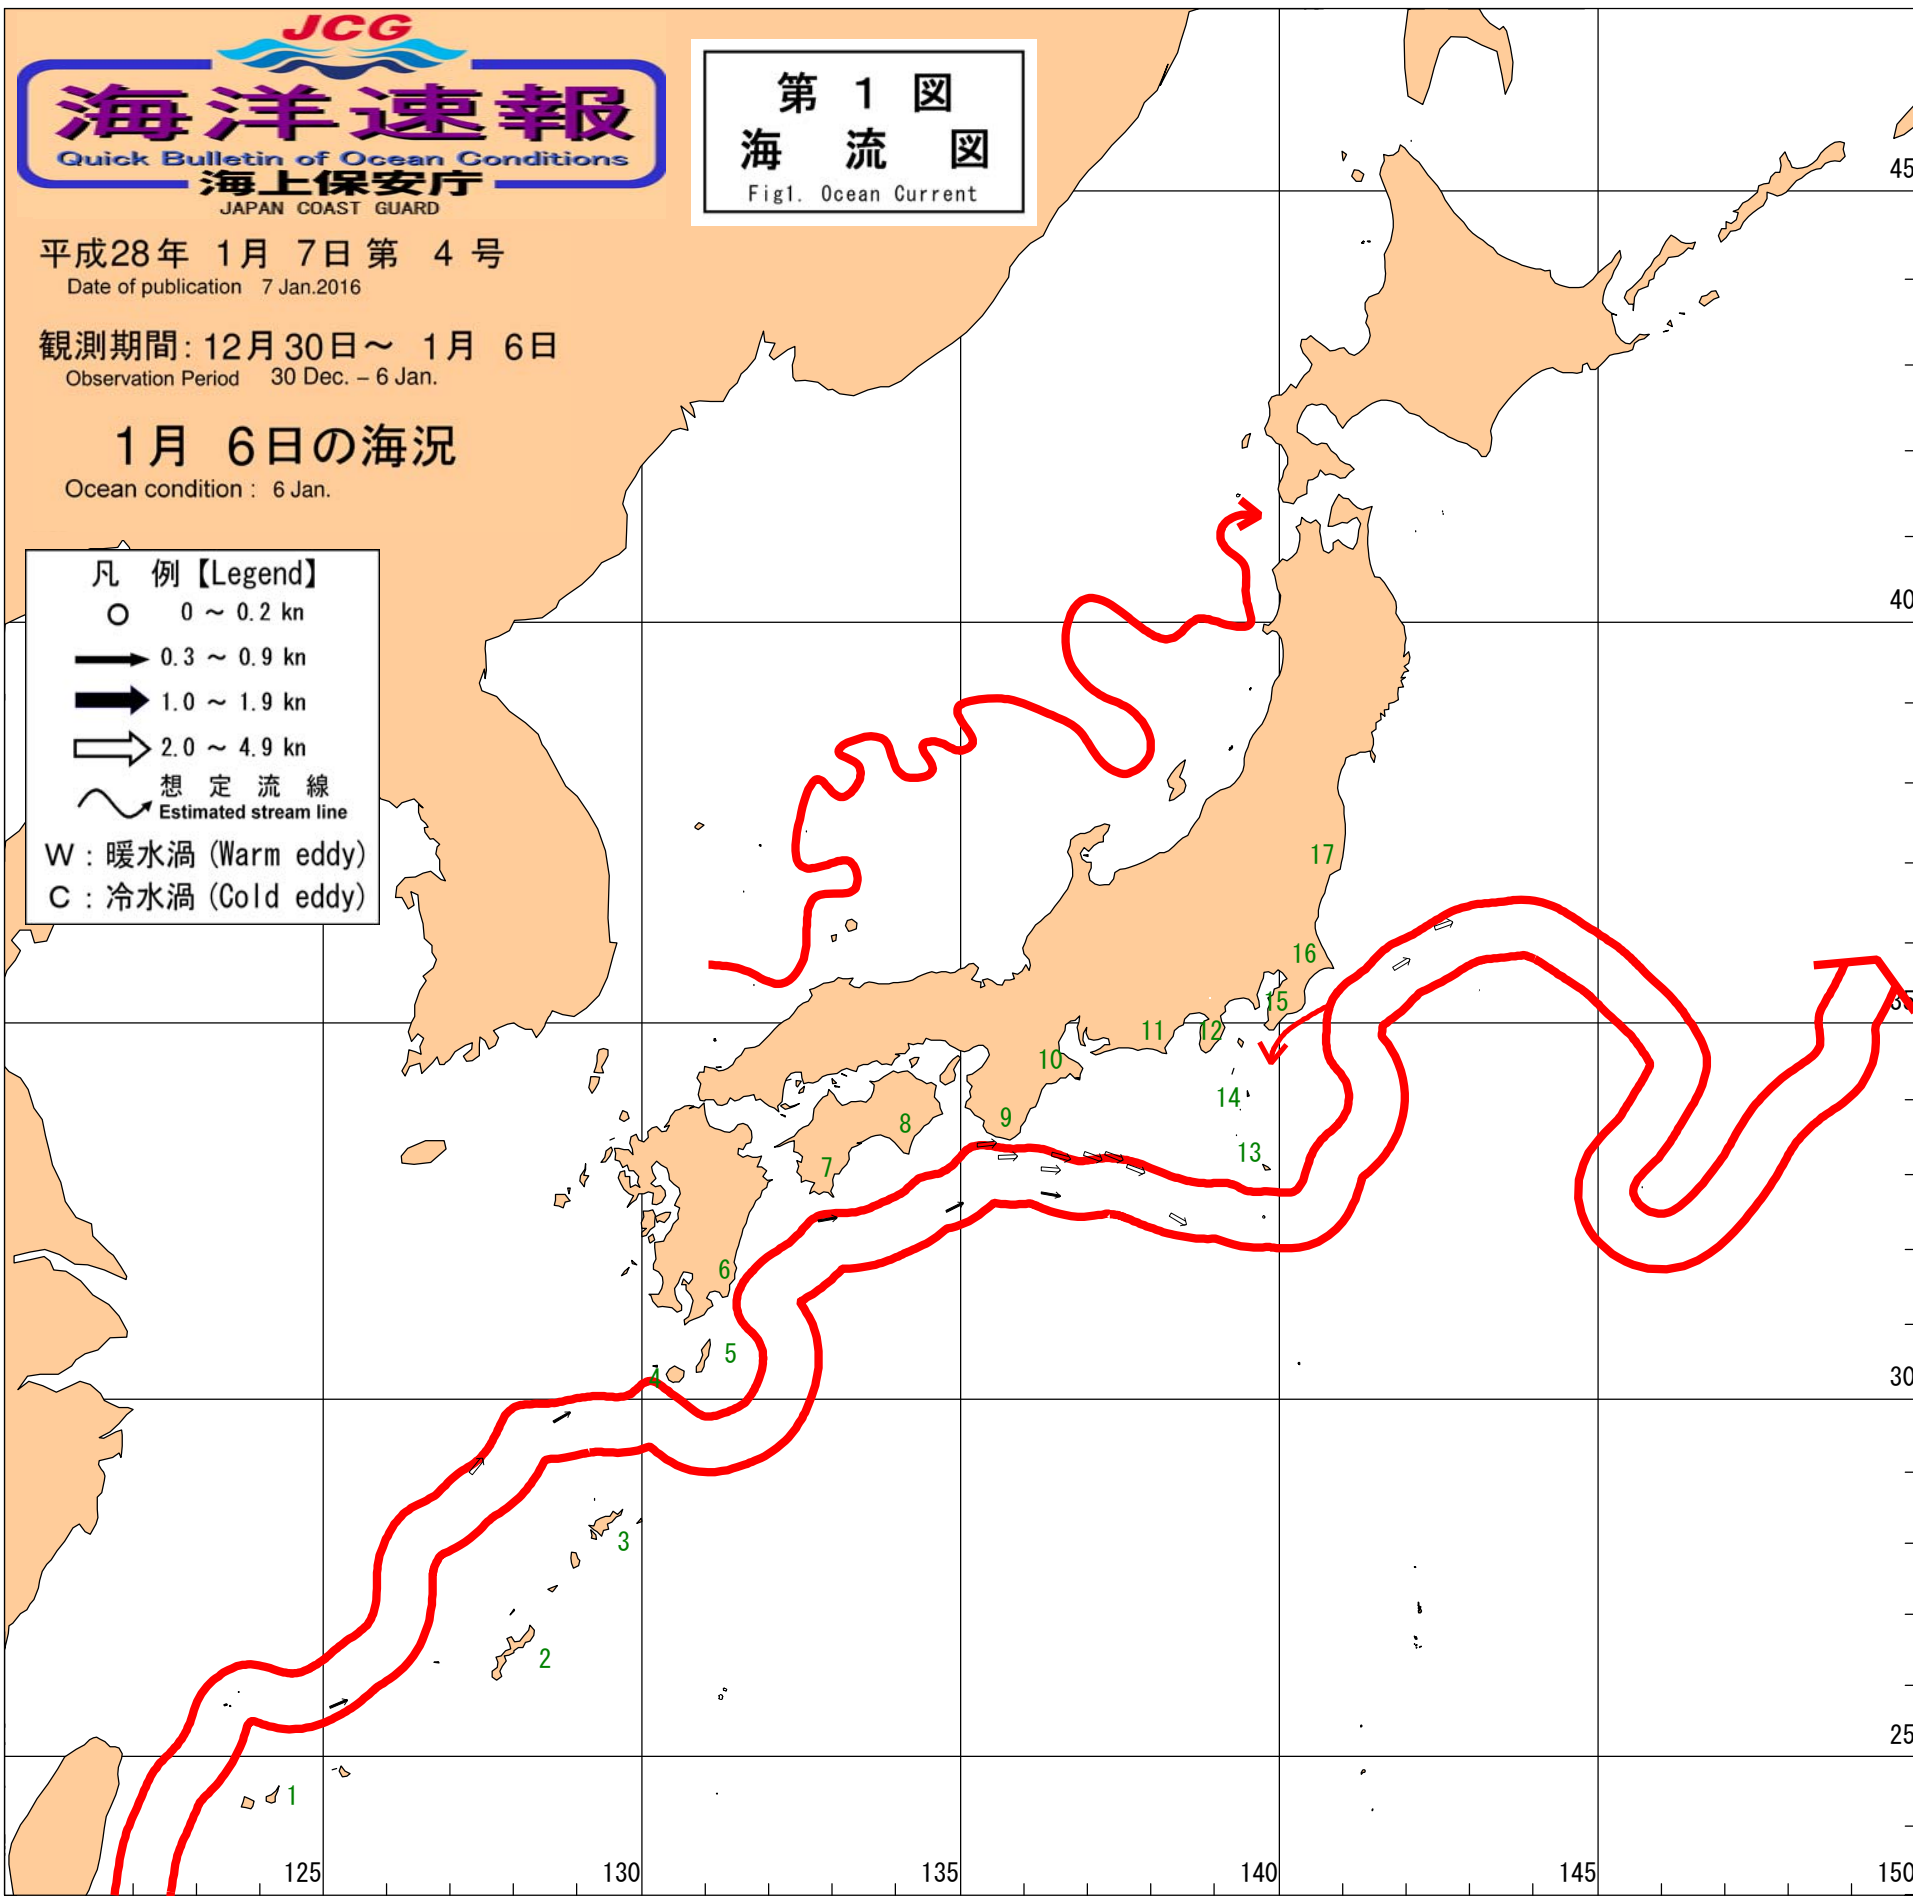 JCG
海洋速報
Quick Bulletin of Ocean Conditions
海上保安庁
JAPAN COAST GUARD
第 1 図
海 流 図
Fig1. Ocean Current
平成28年 1月 7日 第 4 号
Date of publication 7 Jan.2016
観測期間: 12月30日～ 1月 6日
Observation Period 30 Dec. – 6 Jan.
1月 6日の海況
Ocean condition : 6 Jan.
凡 例【Legend】
0 ～ 0.2 kn
0.3 ～ 0.9 kn
1.0 ～ 1.9 kn
2.0 ～ 4.9 kn
想 定 流 線
Estimated stream line
W : 暖水渦 (Warm eddy)
C : 冷水渦 (Cold eddy)
45
40
17
16
15
35
12
11
10
14
9
8
13
7
6
5
4
30
3
2
25
1
125
130
135
140
145
150